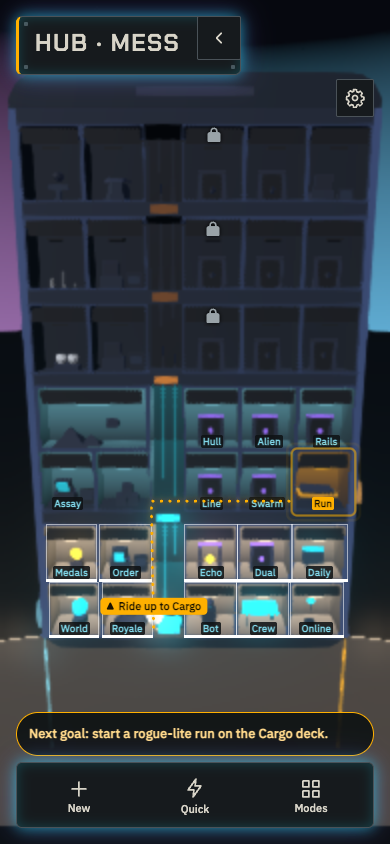 HUB · MESS
Hull Alien Rails
Assay Line Swarm Run
Medals Order Echo Dual Daily
▲ Ride up to Cargo
World Royale Bot Crew Online
Next goal: start a rogue-lite run on the Cargo deck.
New Quick Modes